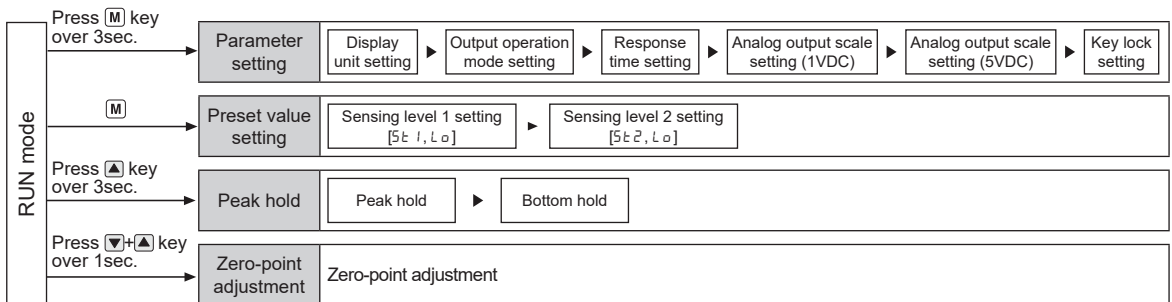 RUN mode
Press M key
over 3sec.
Parameter
setting
Display
unit setting
Output operation
mode setting
Response
time setting
Analog output scale
setting (1VDC)
Analog output scale
setting (5VDC)
Key lock
setting
M
Preset value
setting
Sensing level 1 setting
[St1, Lo]
Sensing level 2 setting
[St2, Lo]
Press ▲ key
over 3sec.
Peak hold
Peak hold
Bottom hold
Press ▼+▲ key
over 1sec.
Zero-point
adjustment
Zero-point adjustment